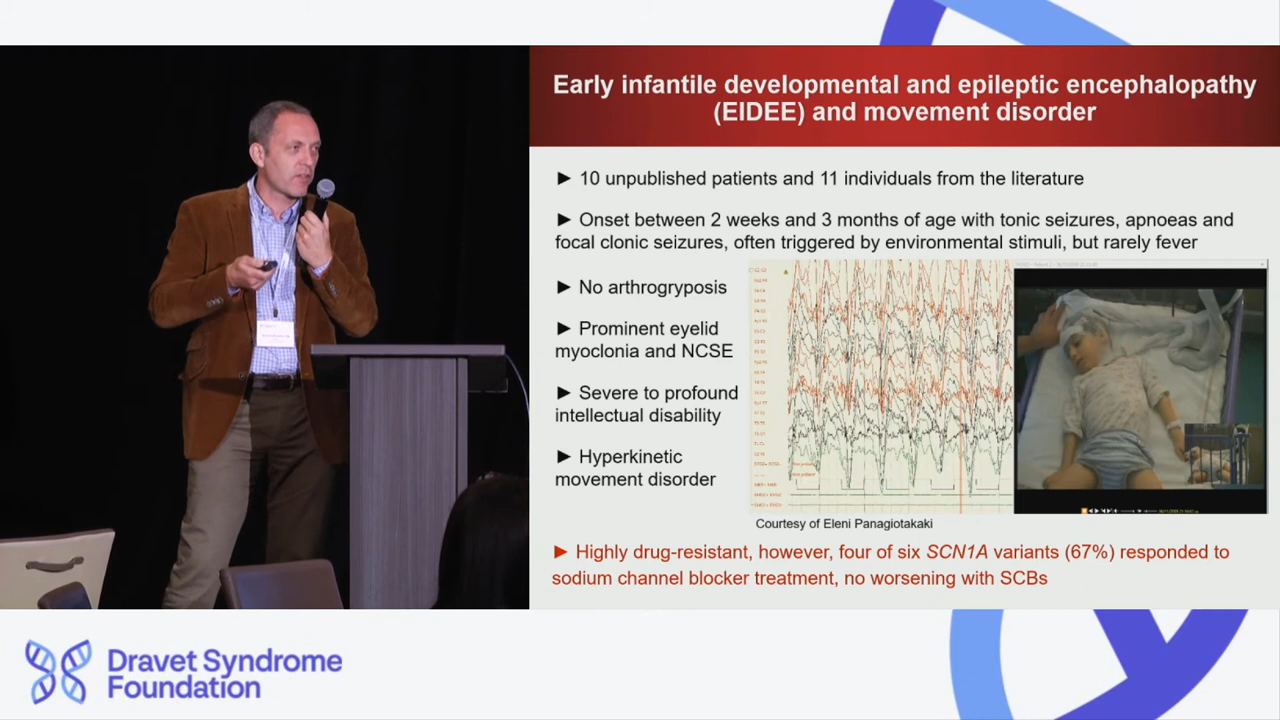 Early infantile developmental and epileptic encephalopathy
(EIDEE) and movement disorder
► 10 unpublished patients and 11 individuals from the literature
► Onset between 2 weeks and 3 months of age with tonic seizures, apnoeas and
focal clonic seizures, often triggered by environmental stimuli, but rarely fever
► No arthrogryposis
► Prominent eyelid
myoclonia and NCSE
► Severe to profound
intellectual disability
► Hyperkinetic
movement disorder
Courtesy of Eleni Panagiotakaki
► Highly drug-resistant, however, four of six SCN1A variants (67%) responded to
sodium channel blocker treatment, no worsening with SCBs
Dravet Syndrome
Foundation